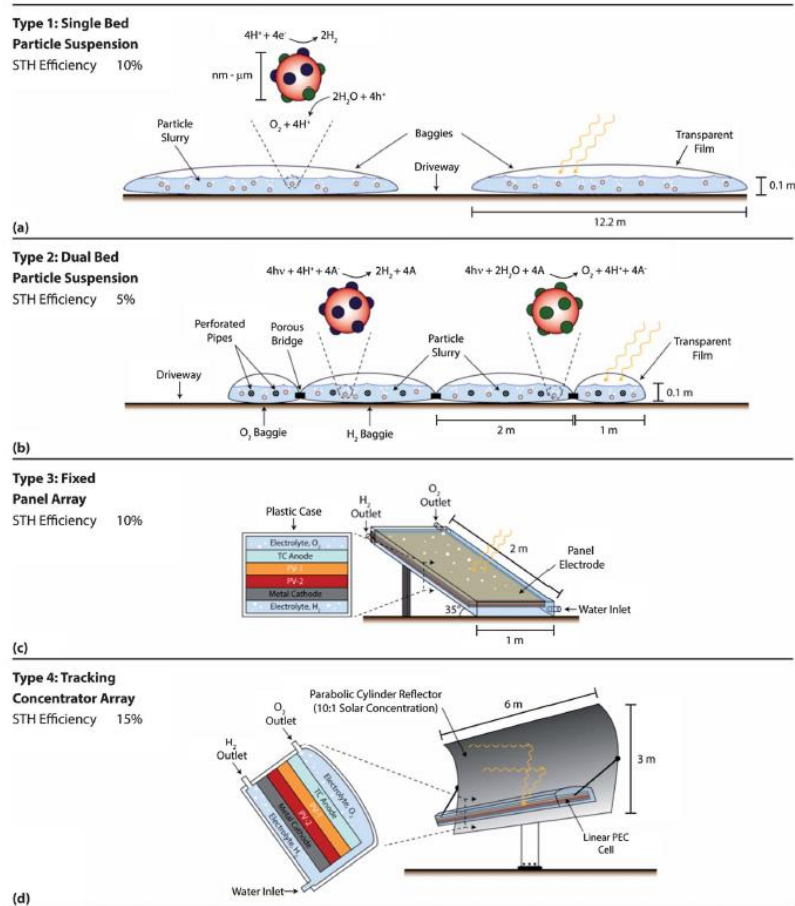 Type 1: Single Bed
Particle Suspension
STH Efficiency 10%
4H⁺ + 4e⁻ 2H₂
nm - μm
2H₂O + 4h⁺
O₂ + 4H⁺
Particle
Slurry
Baggies
Driveway
Transparent
Film
0.1 m
12.2 m
(a)
Type 2: Dual Bed
Particle Suspension
STH Efficiency 5%
4hν + 4H⁺ + 4A⁻ 2H₂ + 4A
4hν + 2H₂O + 4A O₂ + 4H⁺ + 4A⁻
Perforated
Pipes
Porous
Bridge
Particle
Slurry
Transparent
Film
Driveway
0.1 m
O₂ Baggie
H₂ Baggie
2 m
1 m
(b)
Type 3: Fixed
Panel Array
STH Efficiency 10%
Plastic Case
Electrolyte, O₂
TC Anode
PV-1
PV-2
Metal Cathode
Electrolyte, H₂
H₂
Outlet
O₂
Outlet
2 m
Panel
Electrode
35°
Water Inlet
1 m
(c)
Type 4: Tracking
Concentrator Array
STH Efficiency 15%
O₂
Outlet
H₂
Outlet
Electrolyte, O₂
TC Anode
PV-1
PV-2
Metal Cathode
Electrolyte, H₂
Water Inlet
Parabolic Cylinder Reflector
(10:1 Solar Concentration)
6 m
3 m
Linear PEC
Cell
(d)